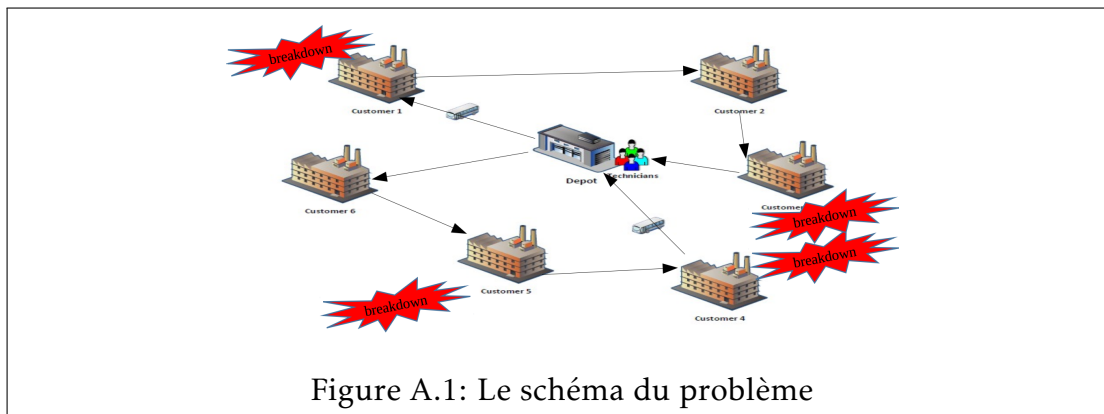 breakdown
Customer 1
Customer 2
Depot
Technicians
Customer
breakdown
Customer 6
breakdown
Customer 5
breakdown
Customer 4
Figure A.1: Le schéma du problème